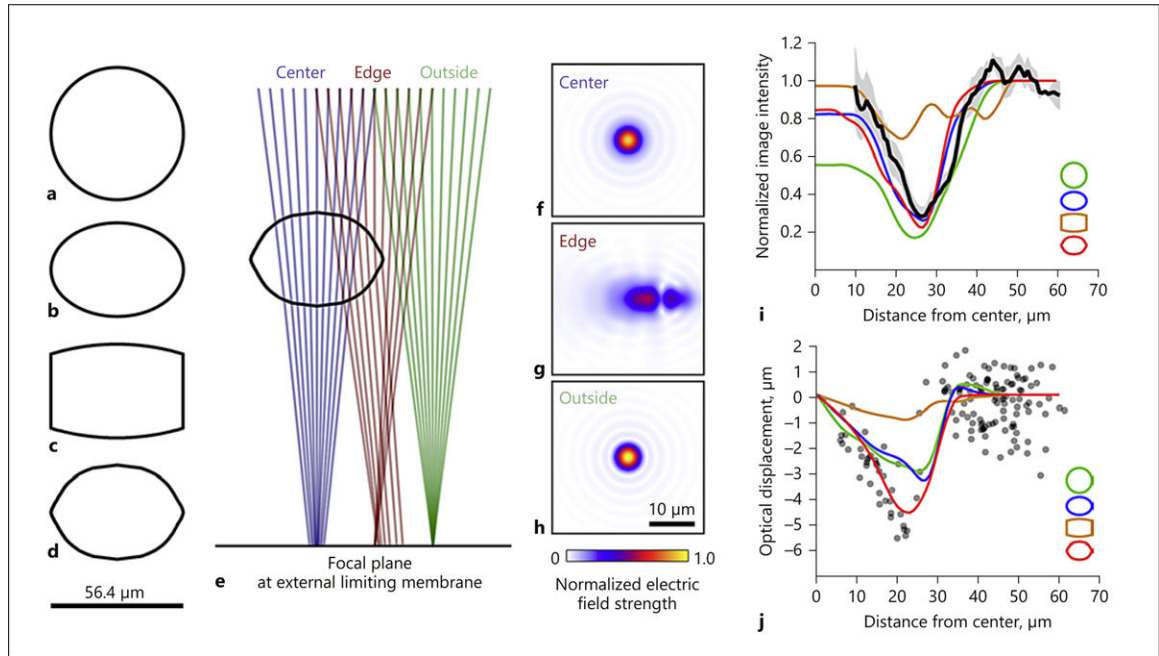 a
b
c
d
56.4 µm
Center
Edge
Outside
e
Focal plane
at external limiting membrane
Center
f
Edge
g
Outside
10 µm
h
0
1.0
Normalized electric
field strength
Normalized image intensity
1.2
1.0
0.8
0.6
0.4
0.2
0 10 20 30 40 50 60 70
i
Distance from center, µm
Optical displacement, µm
2
1
0
−1
−2
−3
−4
−5
−6
0 10 20 30 40 50 60 70
j
Distance from center, µm